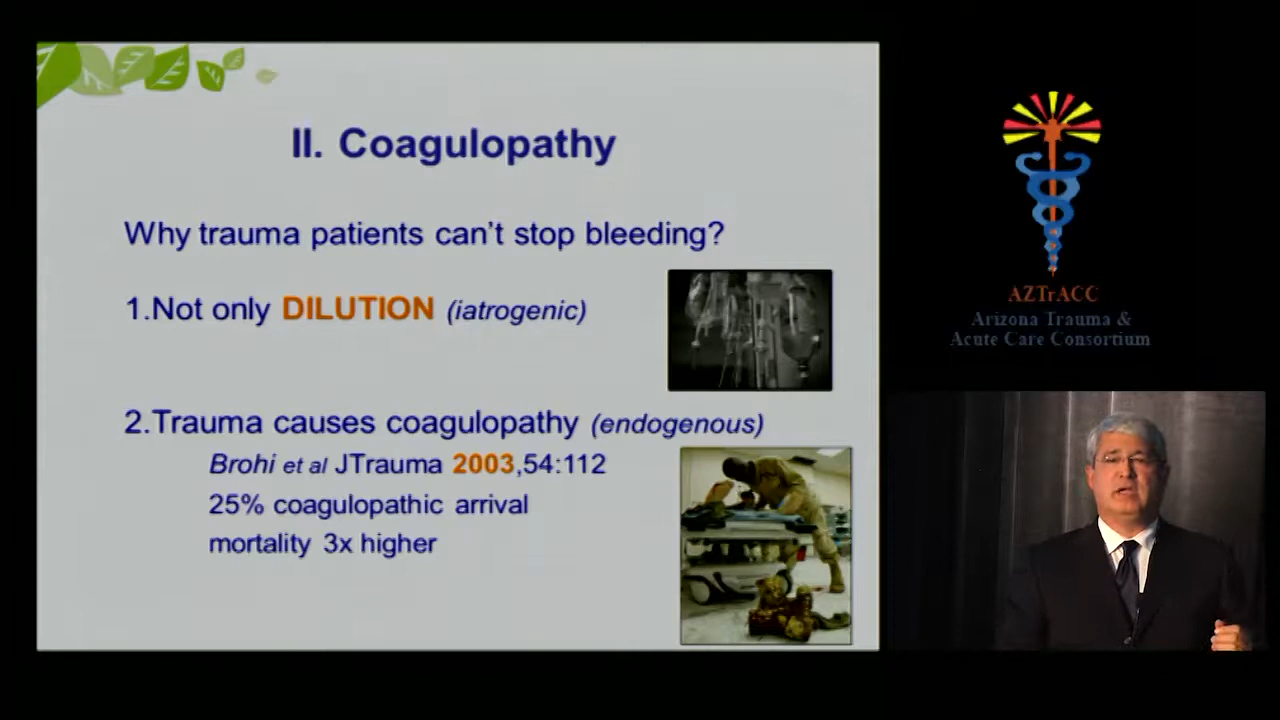 II. Coagulopathy
Why trauma patients can't stop bleeding?
1.Not only DILUTION (iatrogenic)
2.Trauma causes coagulopathy (endogenous)
Brohi et al JTrauma 2003,54:112
25% coagulopathic arrival
mortality 3x higher
AZTrACC
Arizona Trauma &
Acute Care Consortium